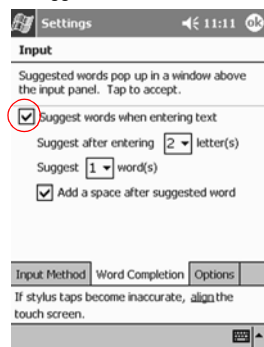 Settings 11:11 ok
Input
Suggested words pop up in a window above
the input panel. Tap to accept.
Suggest words when entering text
Suggest after entering 2 letter(s)
Suggest 1 word(s)
Add a space after suggested word
Input Method Word Completion Options
If stylus taps become inaccurate, align the
touch screen.